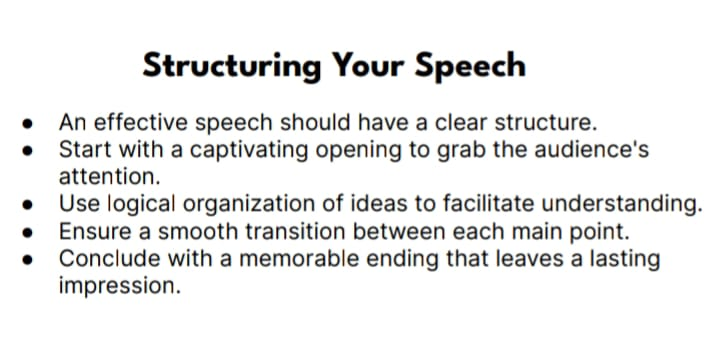 Structuring Your Speech
● An effective speech should have a clear structure.
● Start with a captivating opening to grab the audience's
attention.
● Use logical organization of ideas to facilitate understanding.
● Ensure a smooth transition between each main point.
● Conclude with a memorable ending that leaves a lasting
impression.